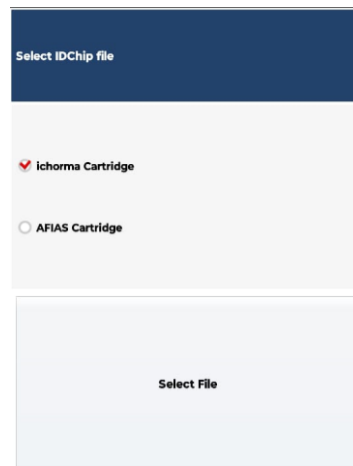 Select IDChip file
ichorma Cartridge
AFIAS Cartridge
Select File